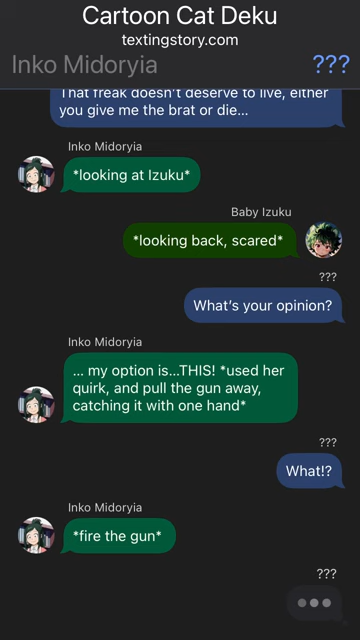 Cartoon Cat Deku
textingstory.com
Inko Midoryia
???
That freak doesn't deserve to live, either
you give me the brat or die...
Inko Midoryia
*looking at Izuku*
Baby Izuku
*looking back, scared*
???
What's your opinion?
Inko Midoryia
... my option is...THIS! *used her
quirk, and pull the gun away,
catching it with one hand*
???
What!?
Inko Midoryia
*fire the gun*
???